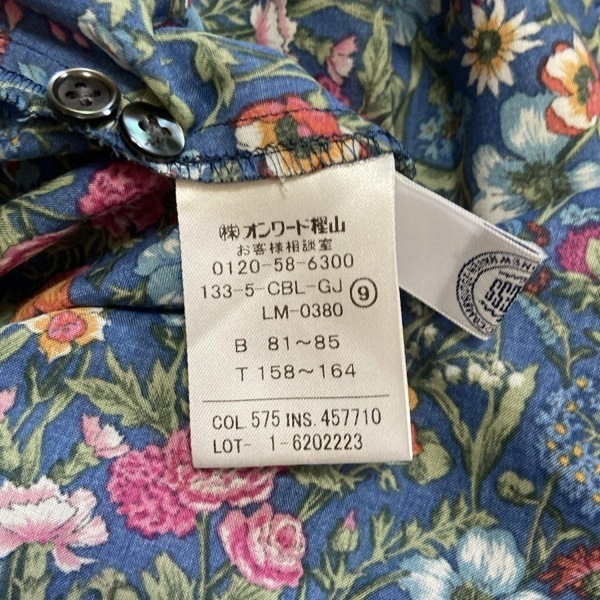 (株)オンワード樫山
お客様相談室
0120-58-6300
133-5-CBL-GJ ⑨
LM-0380
B 81～85
T 158～164
COL. 575 INS. 457710
LOT- 1-6202223